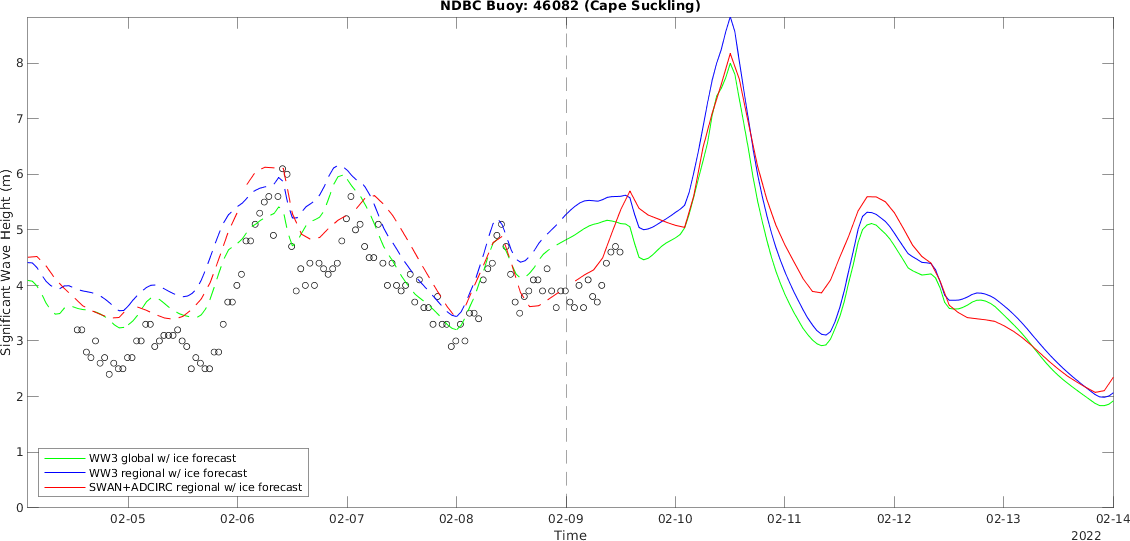 NDBC Buoy: 46082 (Cape Suckling)
Significant Wave Height (m)
8
7
6
5
4
3
2
1
0
WW3 global w/ ice forecast
WW3 regional w/ ice forecast
SWAN+ADCIRC regional w/ ice forecast
02-05 02-06 02-07 02-08 02-09 02-10 02-11 02-12 02-13 02-14
Time
2022